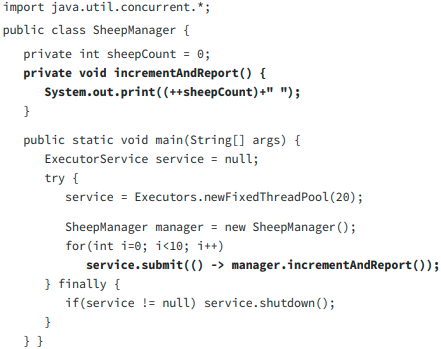 import java.util.concurrent.*;
public class SheepManager {
   private int sheepCount = 0;
   private void incrementAndReport() {
      System.out.print((++sheepCount)+" ");
   }
   public static void main(String[] args) {
      ExecutorService service = null;
      try {
         service = Executors.newFixedThreadPool(20);
         SheepManager manager = new SheepManager();
         for(int i=0; i<10; i++)
            service.submit(() -> manager.incrementAndReport());
      } finally {
         if(service != null) service.shutdown();
      }
   } }